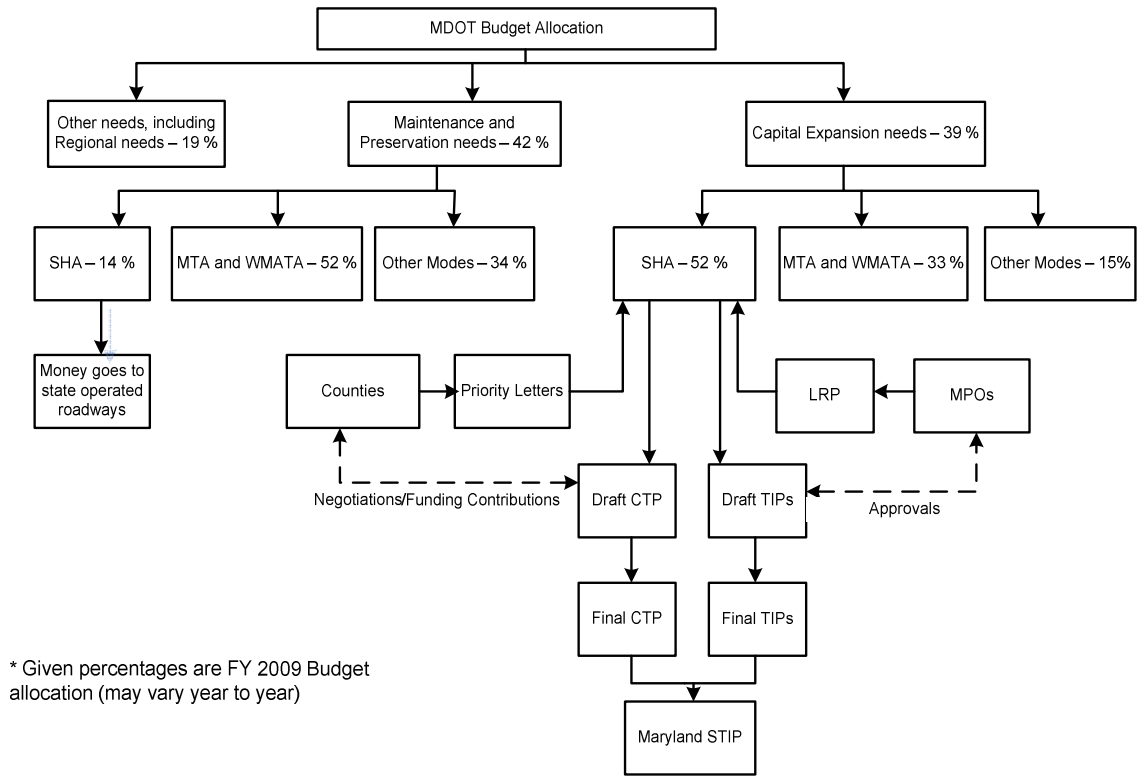 MDOT Budget Allocation
Other needs, including
Regional needs – 19 %
Maintenance and
Preservation needs – 42 %
Capital Expansion needs – 39 %
SHA – 14 %
MTA and WMATA – 52 %
Other Modes – 34 %
SHA – 52 %
MTA and WMATA – 33 %
Other Modes – 15%
Money goes to
state operated
roadways
Counties
Priority Letters
LRP
MPOs
Negotiations/Funding Contributions
Draft CTP
Draft TIPs
Approvals
Final CTP
Final TIPs
* Given percentages are FY 2009 Budget
allocation (may vary year to year)
Maryland STIP